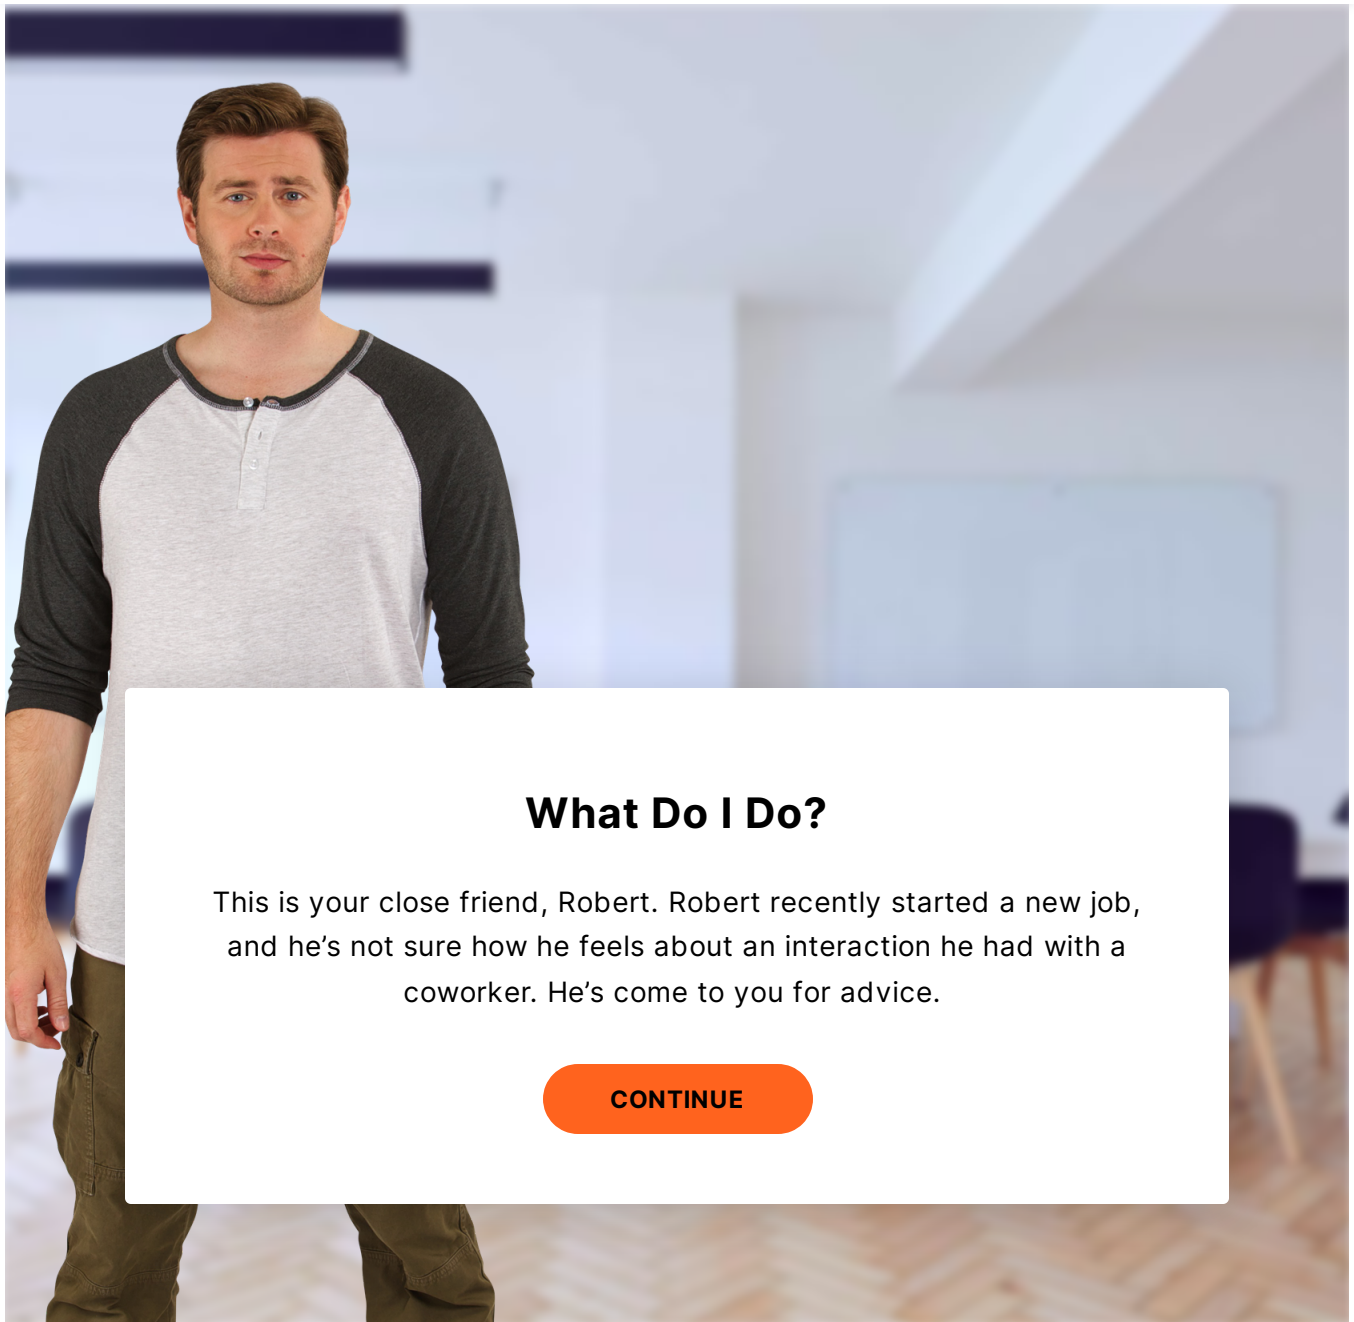 What Do I Do?
This is your close friend, Robert. Robert recently started a new job,
and he’s not sure how he feels about an interaction he had with a
coworker. He’s come to you for advice.
CONTINUE